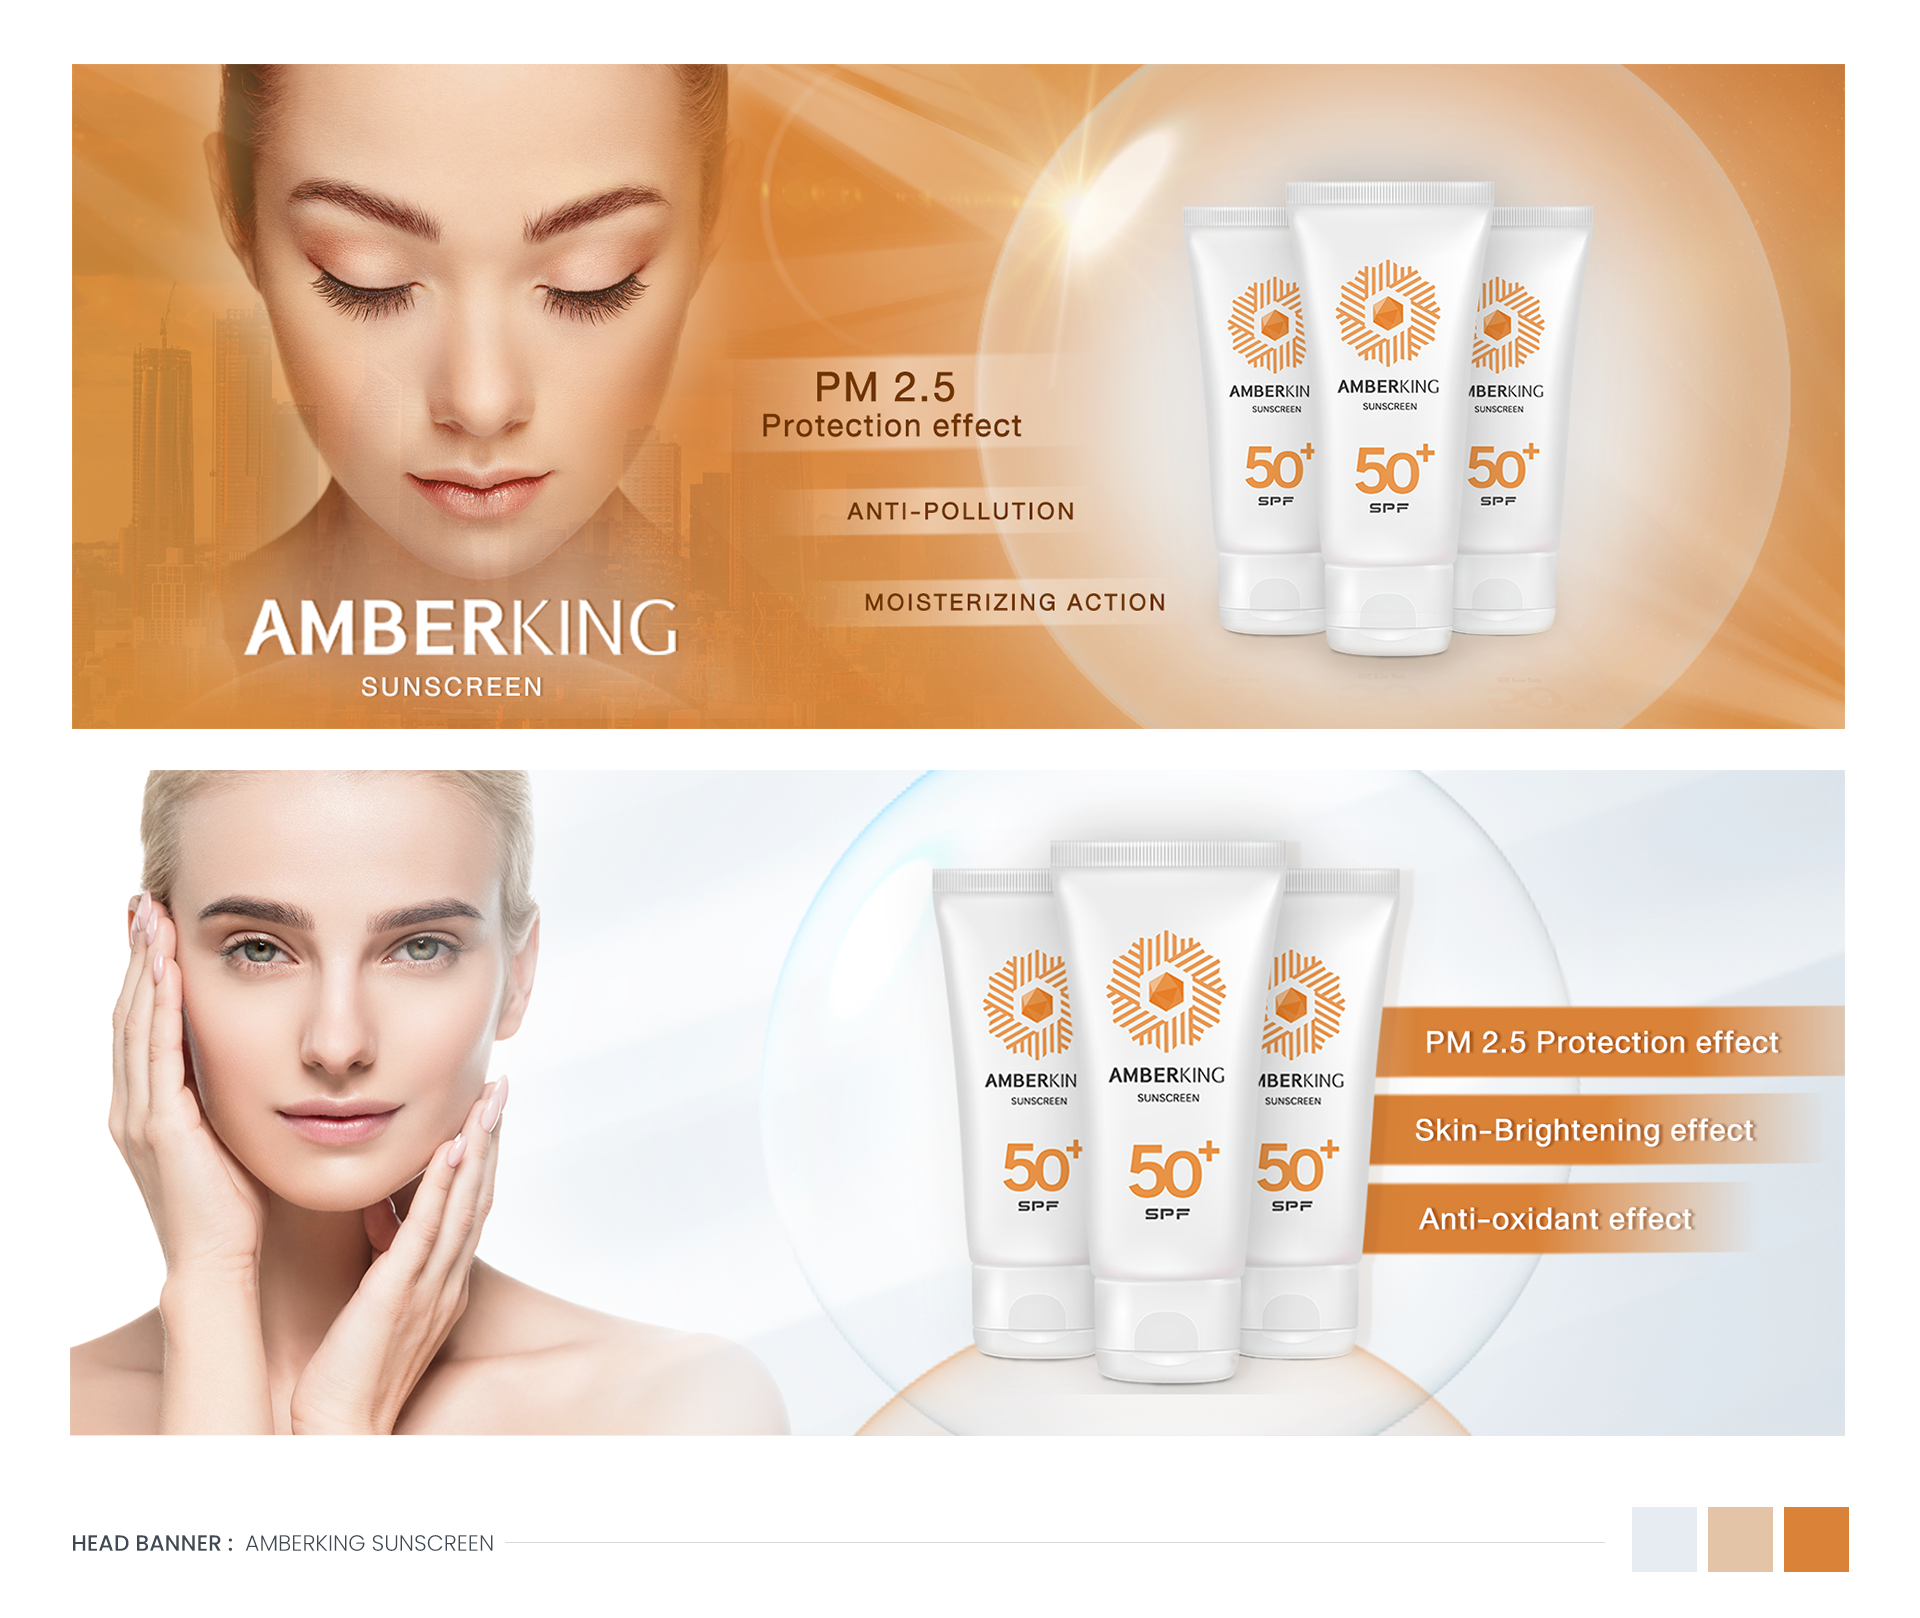 PM 2.5
Protection effect
ANTI-POLLUTION
MOISTERIZING ACTION
AMBERKING
SUNSCREEN
AMBERKIN
SUNSCREEN
50+
SPF
AMBERKING
SUNSCREEN
50+
SPF
MBERKING
SUNSCREEN
50+
SPF
AMBERKIN
SUNSCREEN
50+
SPF
AMBERKING
SUNSCREEN
50+
SPF
MBERKING
SUNSCREEN
50+
SPF
PM 2.5 Protection effect
Skin-Brightening effect
Anti-oxidant effect
HEAD BANNER : AMBERKING SUNSCREEN